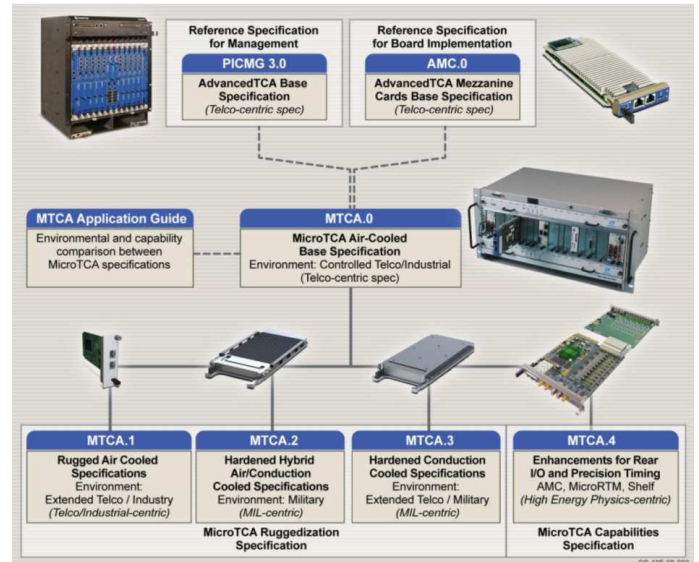 Reference Specification
for Management
PICMG 3.0
AdvancedTCA Base
Specification
(Telco-centric spec)
Reference Specification
for Board Implementation
AMC.0
AdvancedTCA Mezzanine
Cards Base Specification
(Telco-centric spec)
MTCA Application Guide
Environmental and capability
comparison between
MicroTCA specifications
MTCA.0
MicroTCA Air-Cooled
Base Specification
Environment: Controlled Telco/Industrial
(Telco-centric spec)
MTCA.1
Rugged Air Cooled
Specifications
Environment:
Extended Telco / Industry
(Telco/Industrial-centric)
MTCA.2
Hardened Hybrid
Air/Conduction
Cooled Specifications
Environment: Military
(MIL-centric)
MTCA.3
Hardened Conduction
Cooled Specifications
Environment:
Extended Telco / Military
(MIL-centric)
MicroTCA Ruggedization
Specification
MTCA.4
Enhancements for Rear
I/O and Precision Timing
AMC, MicroRTM, Shelf
(High Energy Physics-centric)
MicroTCA Capabilities
Specification